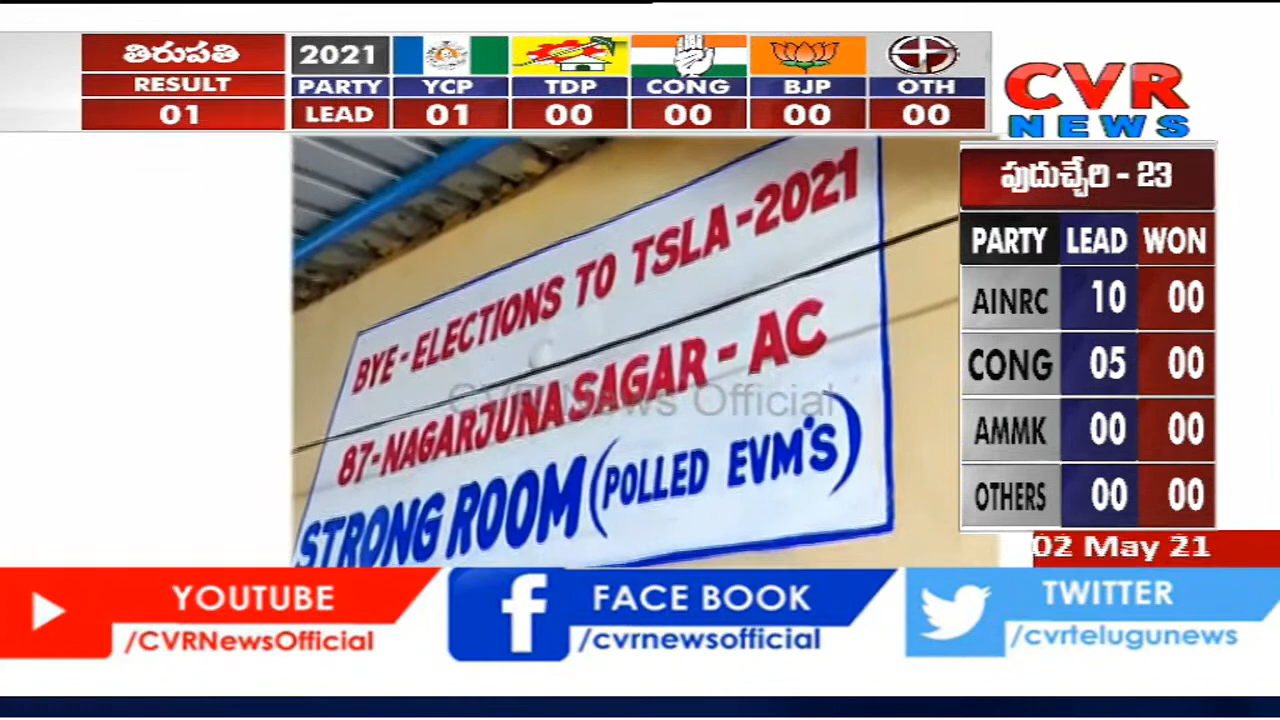 తిరుపతి 2021
RESULT PARTY YCP TDP CONG BJP OTH
01 LEAD 01 00 00 00 00
CVR
NEWS
పుదుచ్చేరి - 23
PARTY LEAD WON
AINRC 10 00
CONG 05 00
AMMK 00 00
OTHERS 00 00
BYE-ELECTIONS TO TSLA-2021
87-NAGARJUNA SAGAR-AC
STRONG ROOM (POLLED EVM'S)
CVR News Official
02 May 21
YOUTUBE
/CVRNewsOfficial
FACE BOOK
/cvrnewsofficial
TWITTER
/cvrtelugunews